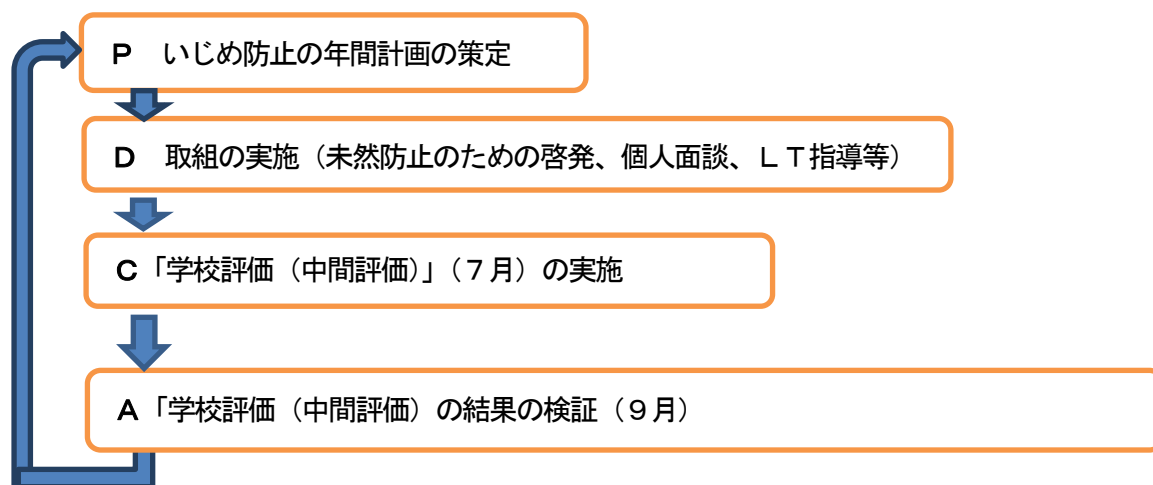 P　いじめ防止の年間計画の策定
D　取組の実施（未然防止のための啓発、個人面談、ＬＴ指導等）
C「学校評価（中間評価）」（７月）の実施
A「学校評価（中間評価）の結果の検証（９月）